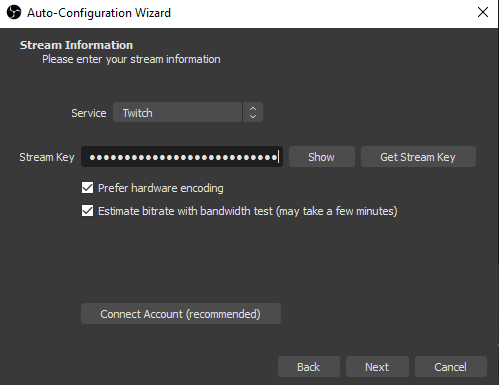 Auto-Configuration Wizard
Stream Information
Please enter your stream information
Service Twitch
Stream Key ●●●●●●●●●●●●●●●●●●●●●●●●●●● Show Get Stream Key
Prefer hardware encoding
Estimate bitrate with bandwidth test (may take a few minutes)
Connect Account (recommended)
Back Next Cancel